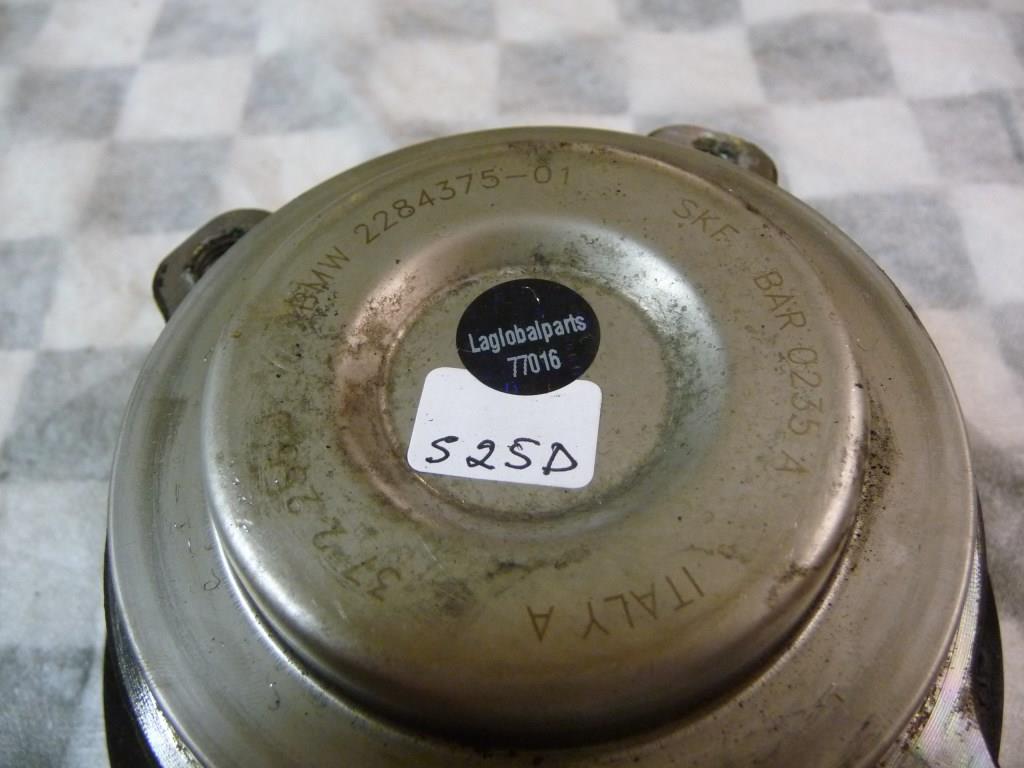 BMW 2284375-01
SKF BAR 0235 A
ITALY A
Laglobalparts
77016
S25D